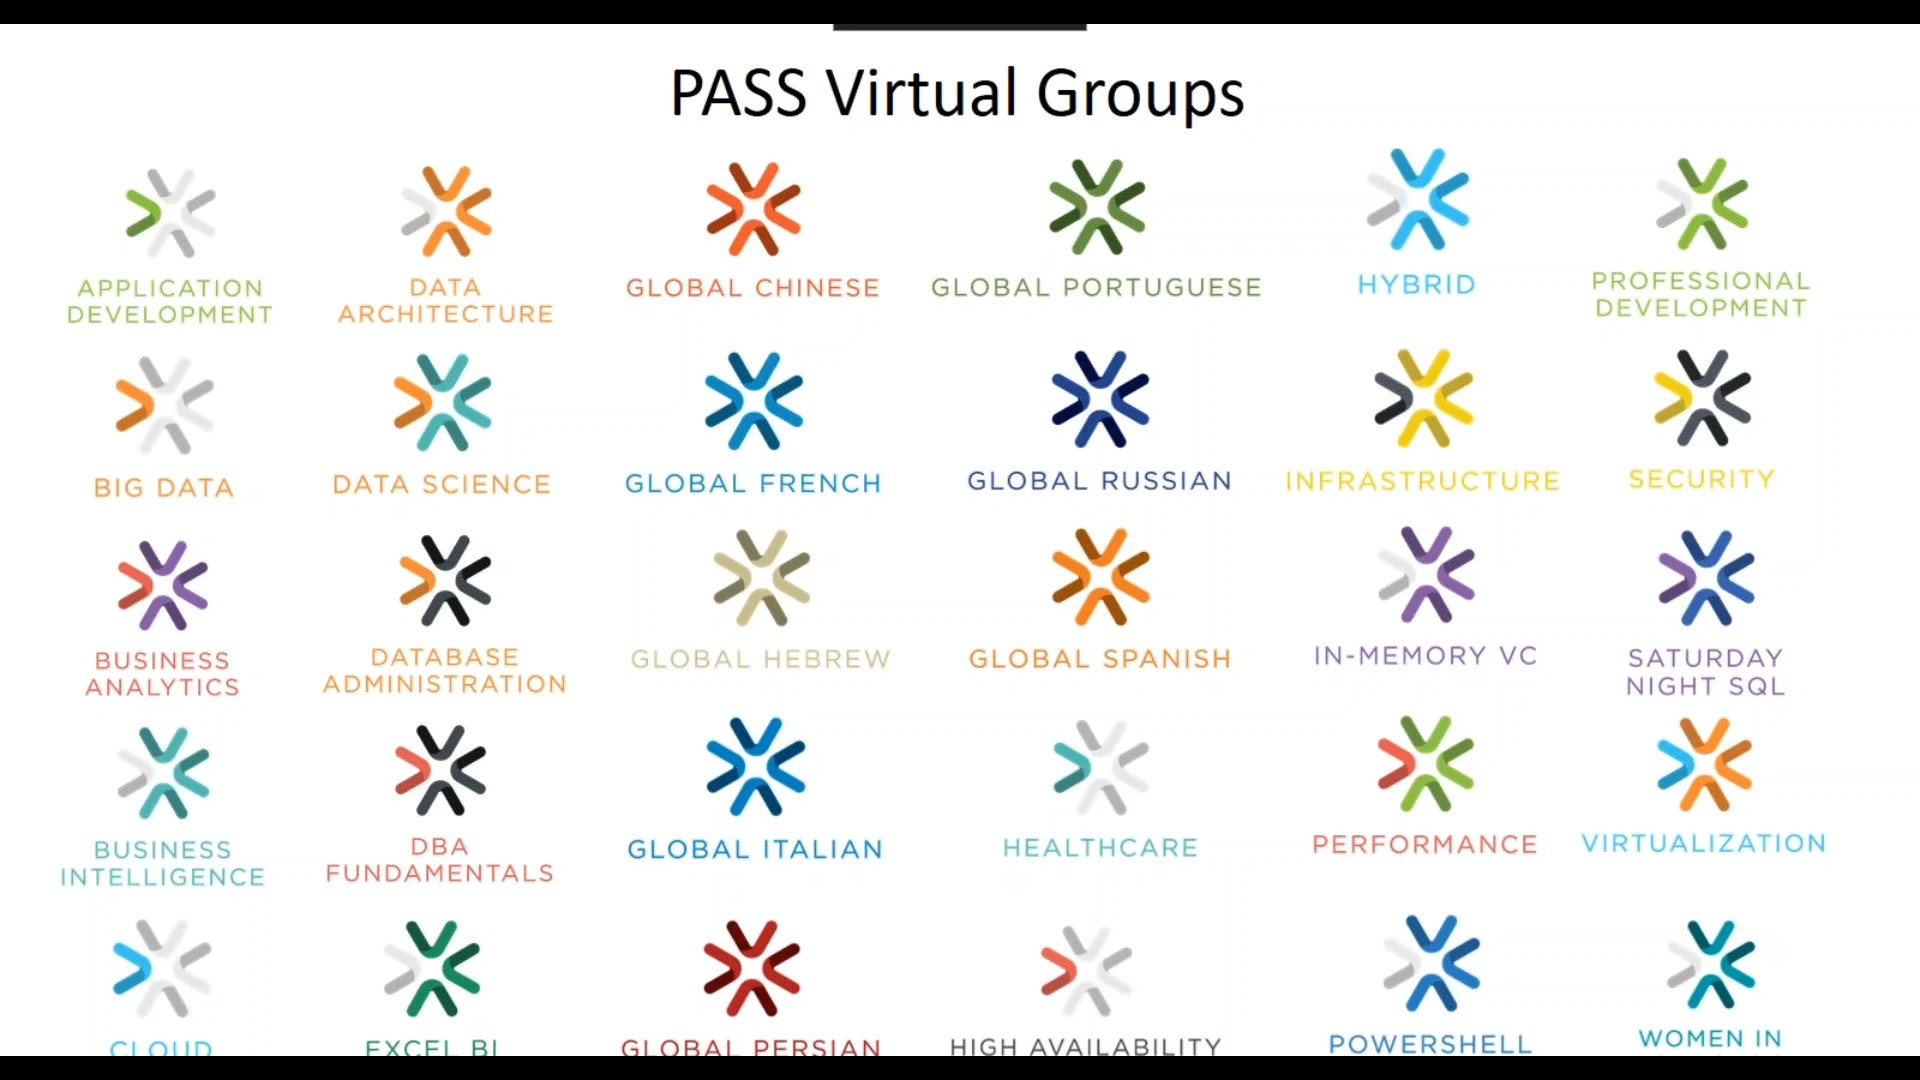 PASS Virtual Groups
APPLICATION
DEVELOPMENT
DATA
ARCHITECTURE
GLOBAL CHINESE
GLOBAL PORTUGUESE
HYBRID
PROFESSIONAL
DEVELOPMENT
BIG DATA
DATA SCIENCE
GLOBAL FRENCH
GLOBAL RUSSIAN
INFRASTRUCTURE
SECURITY
BUSINESS
ANALYTICS
DATABASE
ADMINISTRATION
GLOBAL HEBREW
GLOBAL SPANISH
IN-MEMORY VC
SATURDAY
NIGHT SQL
BUSINESS
INTELLIGENCE
DBA
FUNDAMENTALS
GLOBAL ITALIAN
HEALTHCARE
PERFORMANCE
VIRTUALIZATION
CLOUD
EXCEL BI
GLOBAL PERSIAN
HIGH AVAILABILITY
POWERSHELL
WOMEN IN